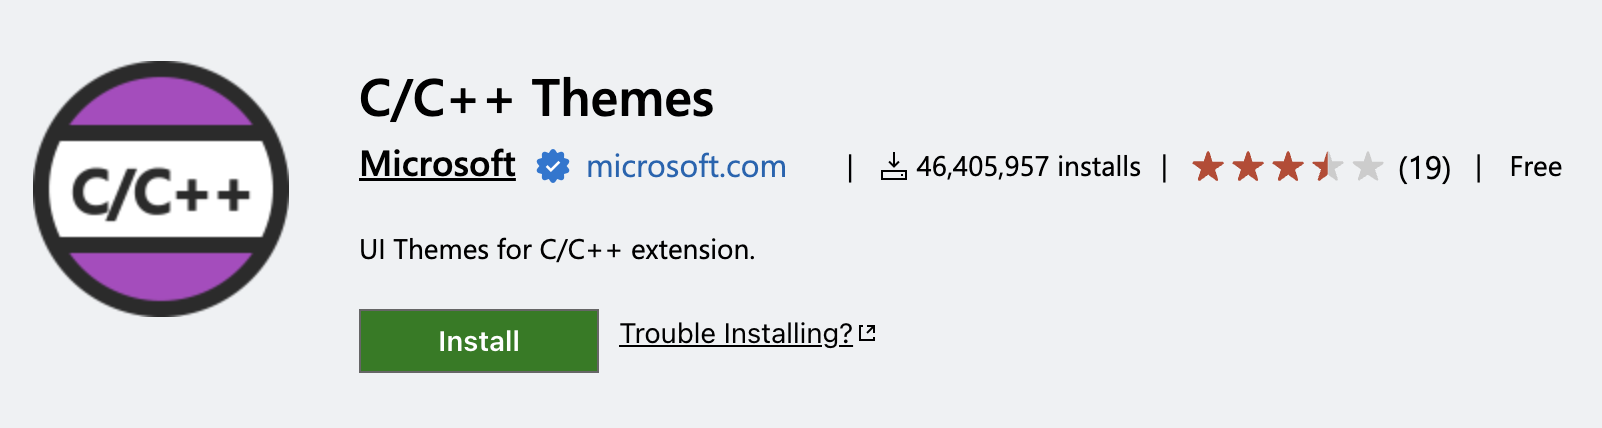 C/C++
C/C++ Themes
Microsoft microsoft.com | 46,405,957 installs | (19) | Free
UI Themes for C/C++ extension.
Install Trouble Installing?